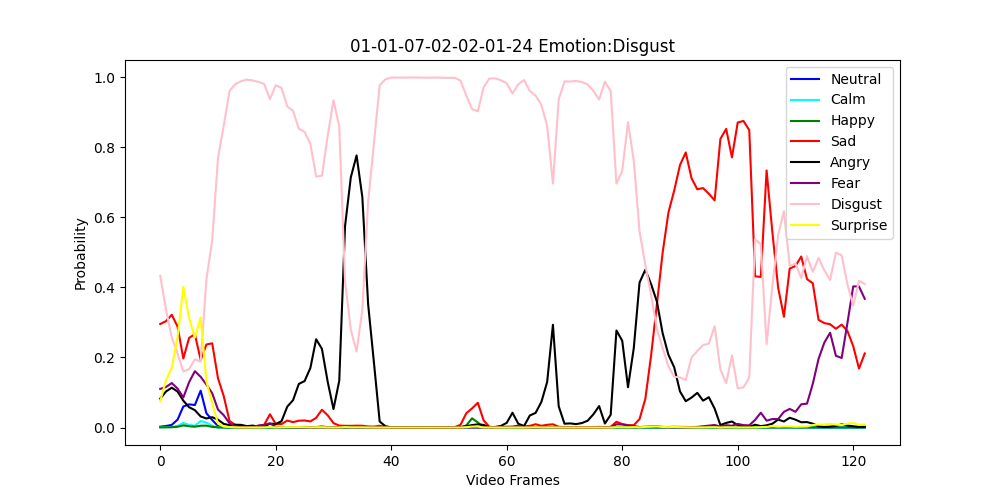 01-01-07-02-02-01-24 Emotion:Disgust
Probability
1.0
0.8
0.6
0.4
0.2
0.0
Neutral
Calm
Happy
Sad
Angry
Fear
Disgust
Surprise
0 20 40 60 80 100 120
Video Frames